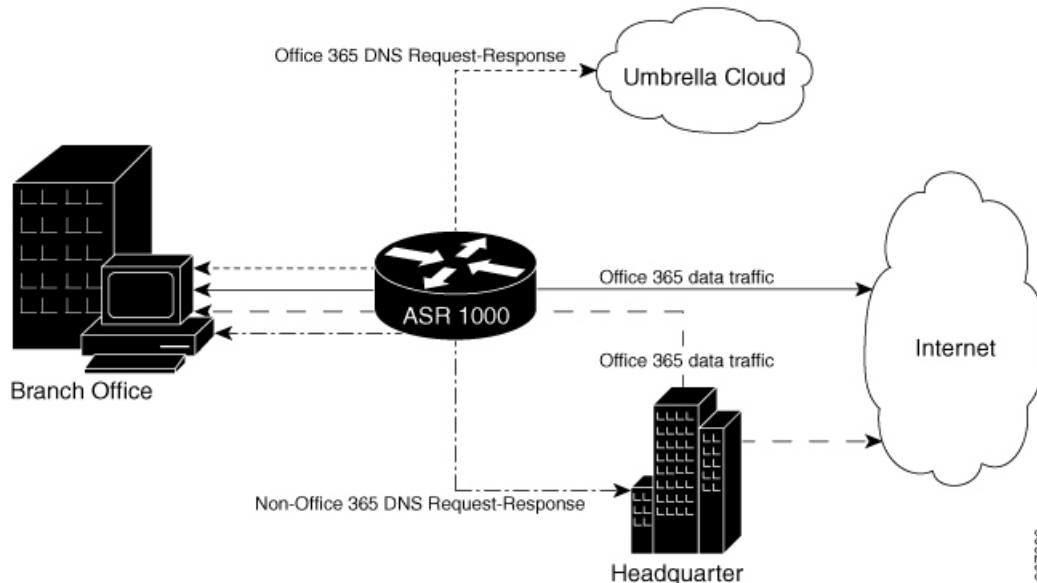 Office 365 DNS Request-Response
Umbrella Cloud
Office 365 data traffic
ASR 1000
Office 365 data traffic
Internet
Branch Office
Non-Office 365 DNS Request-Response
Headquarter